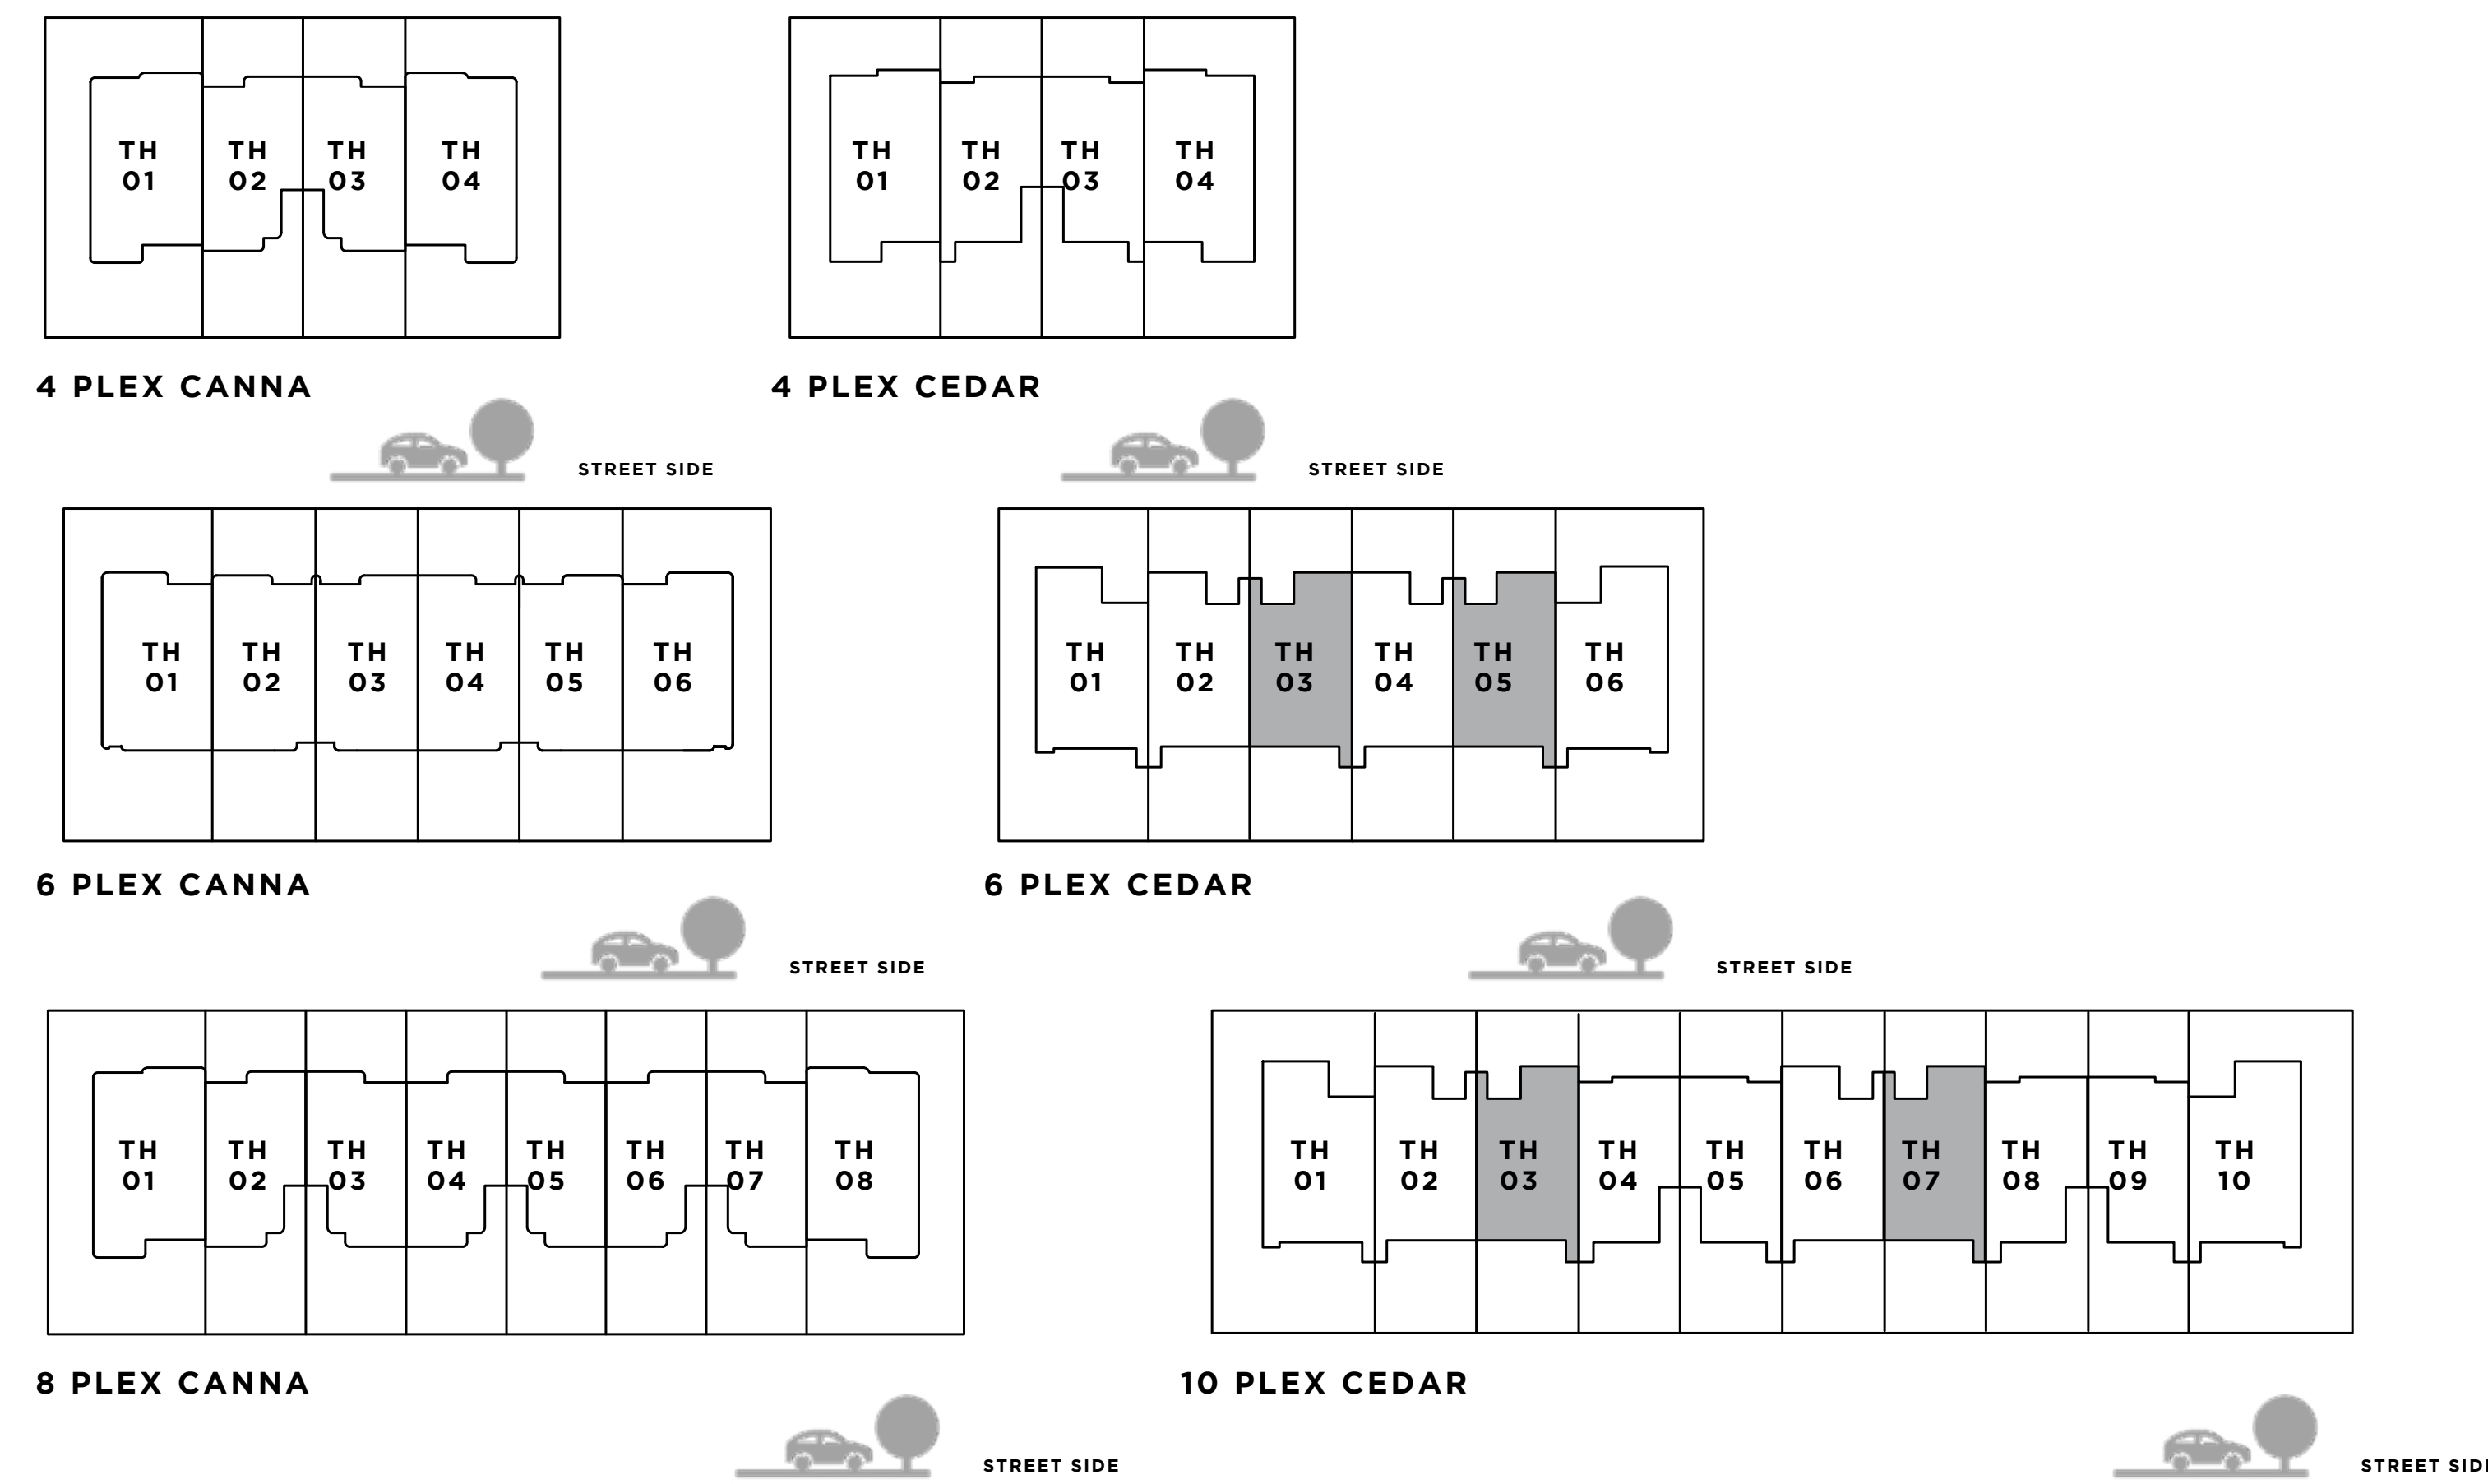 TH TH TH TH
01 02 03 04
4 PLEX CANNA
STREET SIDE
TH TH TH TH
01 02 03 04
4 PLEX CEDAR
STREET SIDE
TH TH TH TH TH TH
01 02 03 04 05 06
6 PLEX CANNA
STREET SIDE
TH TH TH TH TH TH
01 02 03 04 05 06
6 PLEX CEDAR
STREET SIDE
TH TH TH TH TH TH TH TH
01 02 03 04 05 06 07 08
8 PLEX CANNA
STREET SIDE
TH TH TH TH TH TH TH TH TH TH
01 02 03 04 05 06 07 08 09 10
10 PLEX CEDAR
STREET SID